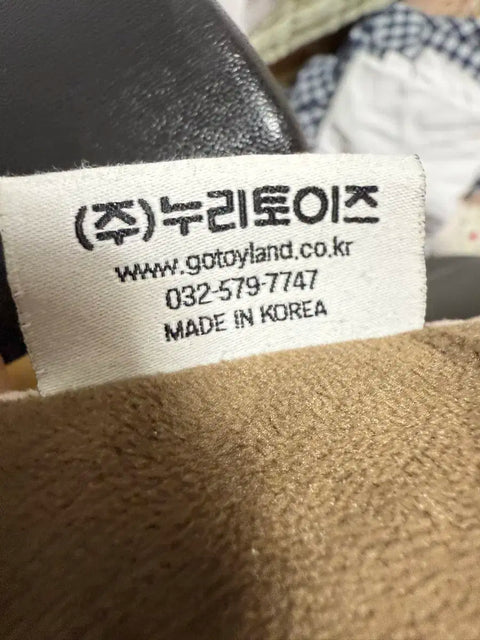 (주)누리토이즈
www.gotoyland.co.kr
032-579-7747
MADE IN KOREA